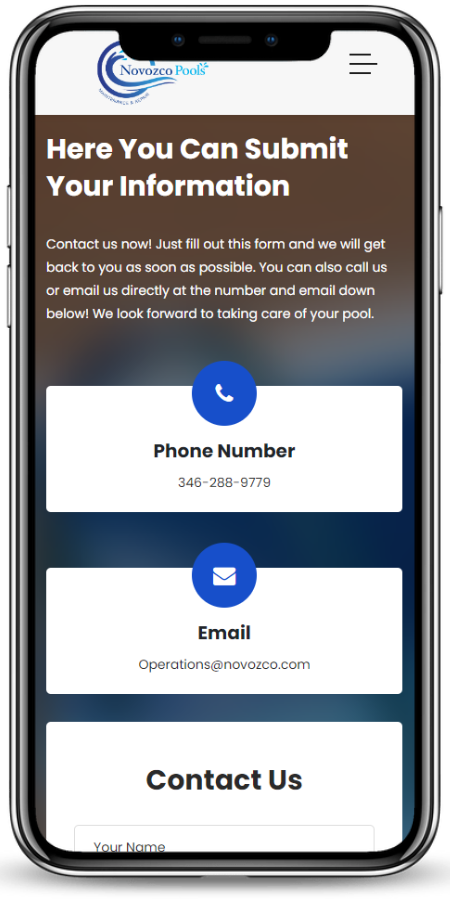 Novozco Pools
MAINTENANCE & REPAIR
Here You Can Submit
Your Information
Contact us now! Just fill out this form and we will get
back to you as soon as possible. You can also call us
or email us directly at the number and email down
below! We look forward to taking care of your pool.
Phone Number
346-288-9779
Email
Operations@novozco.com
Contact Us
Your Name